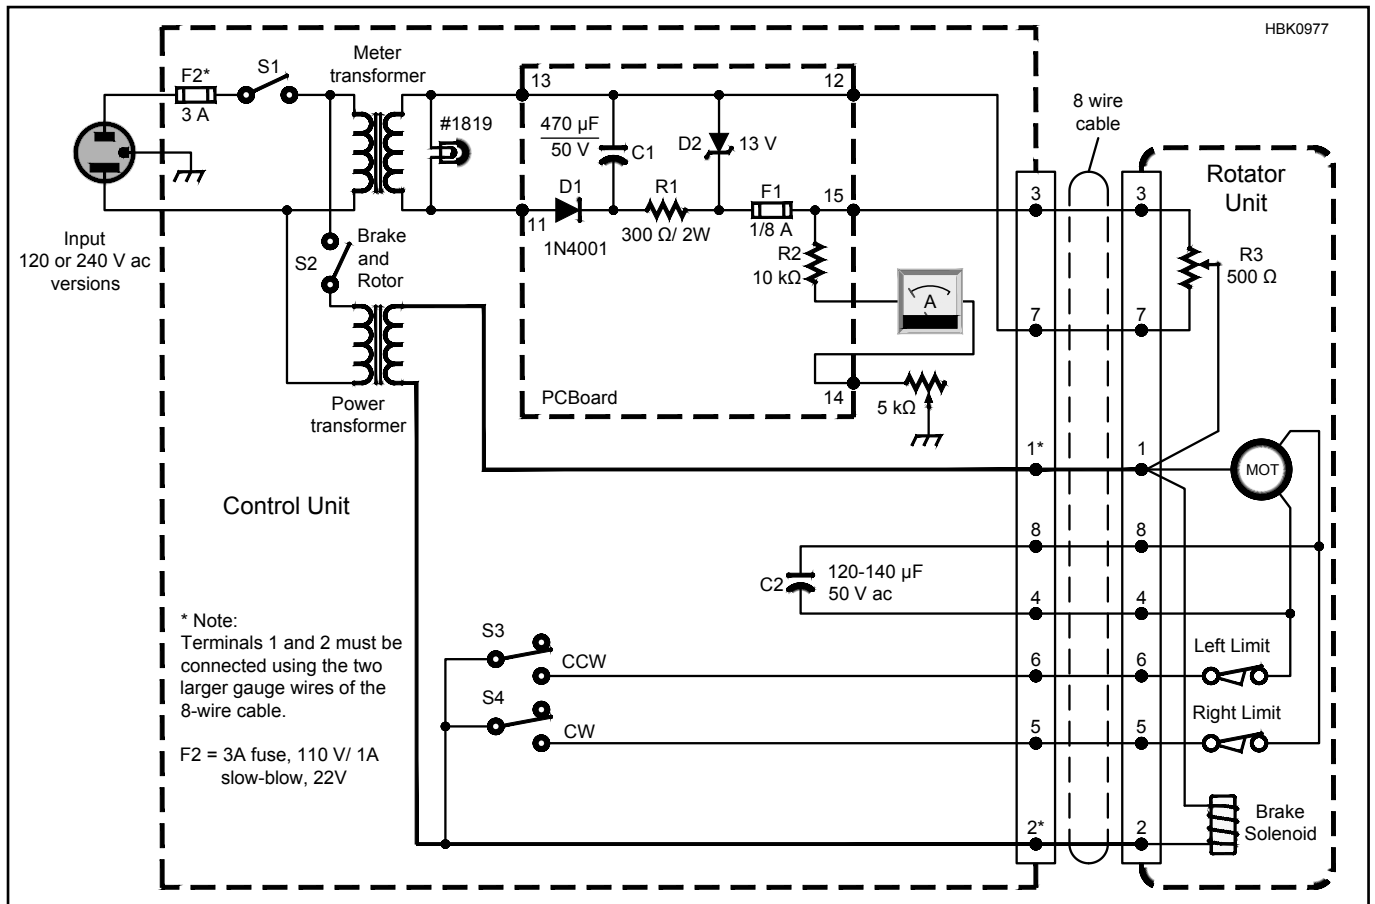 HBK0977
F2*
3 A
S1
Meter
transformer
#1819
13
12
470 µF
50 V
C1
D2
13 V
D1
1N4001
11
R1
300 Ω/ 2W
F1
1/8 A
15
R2
10 kΩ
A
14
5 kΩ
PCBoard
Input
120 or 240 V ac
versions
S2
Brake
and
Rotor
Power
transformer
Control Unit
8 wire
cable
Rotator
Unit
3
3
R3
500 Ω
7
7
1*
1
MOT
8
8
C2
120-140 µF
50 V ac
4
4
S3
CCW
6
6
Left Limit
S4
CW
5
5
Right Limit
2*
2
Brake
Solenoid
* Note:
Terminals 1 and 2 must be
connected using the two
larger gauge wires of the
8-wire cable.
F2 = 3A fuse, 110 V/ 1A
slow-blow, 22V